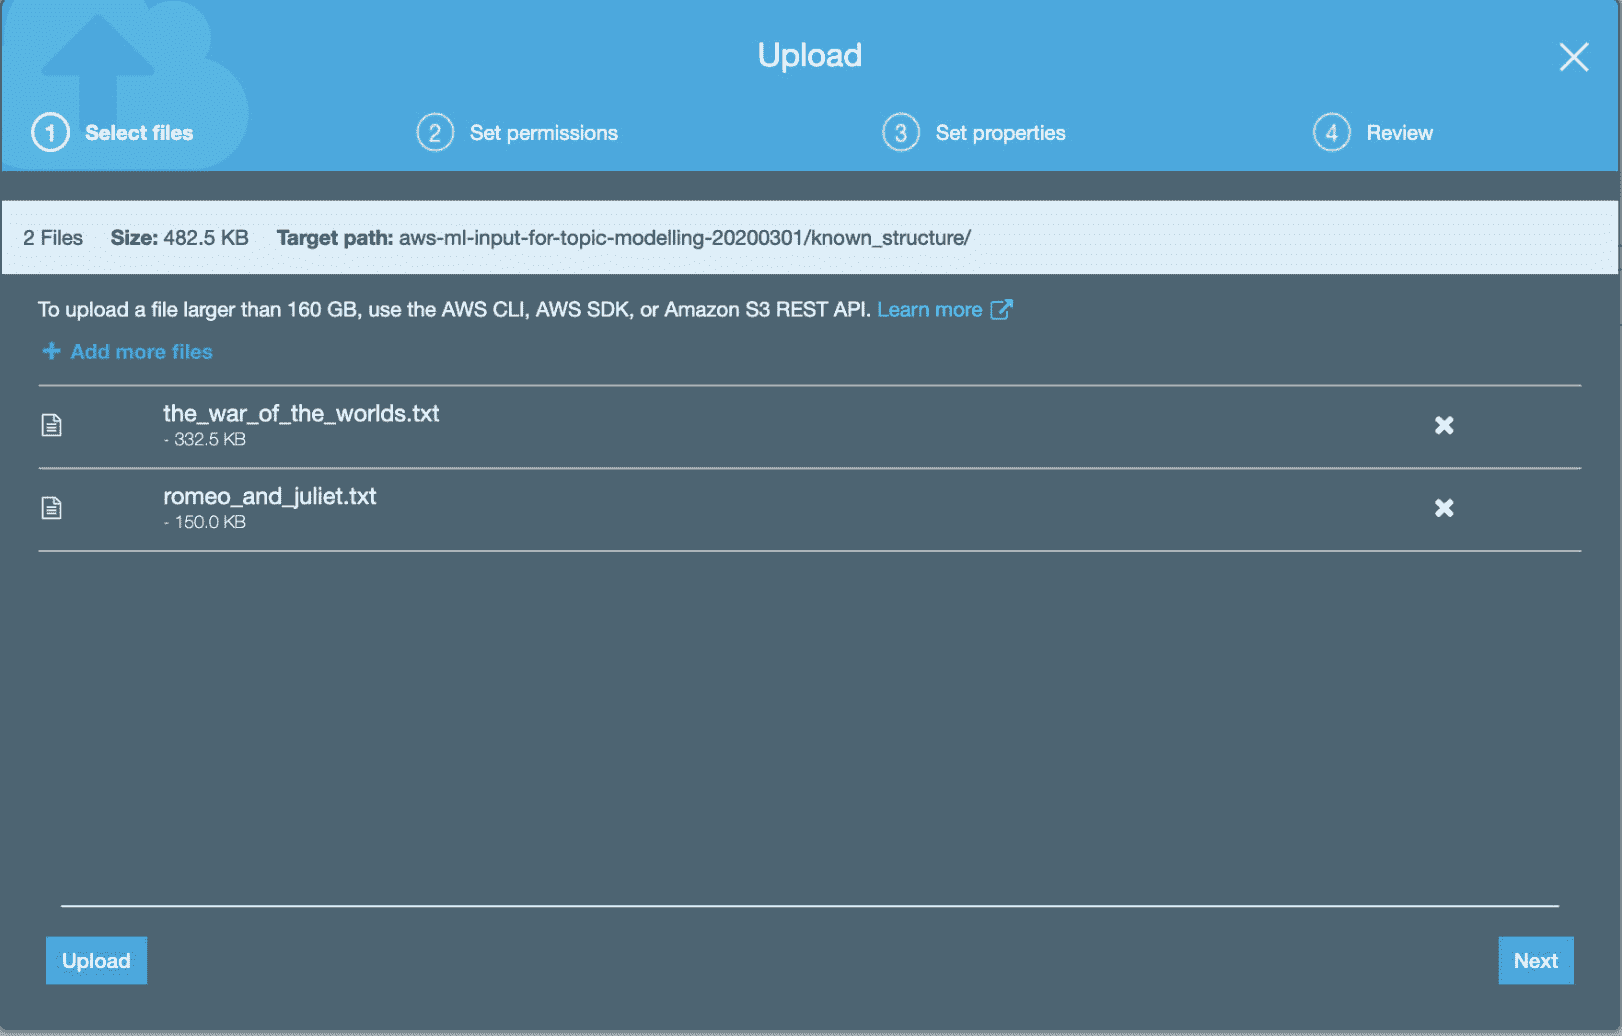 Upload
1 Select files
2 Set permissions
3 Set properties
4 Review
2 Files Size: 482.5 KB Target path: aws-ml-input-for-topic-modelling-20200301/known_structure/
To upload a file larger than 160 GB, use the AWS CLI, AWS SDK, or Amazon S3 REST API. Learn more
+ Add more files
the_war_of_the_worlds.txt
- 332.5 KB
romeo_and_juliet.txt
- 150.0 KB
Upload
Next